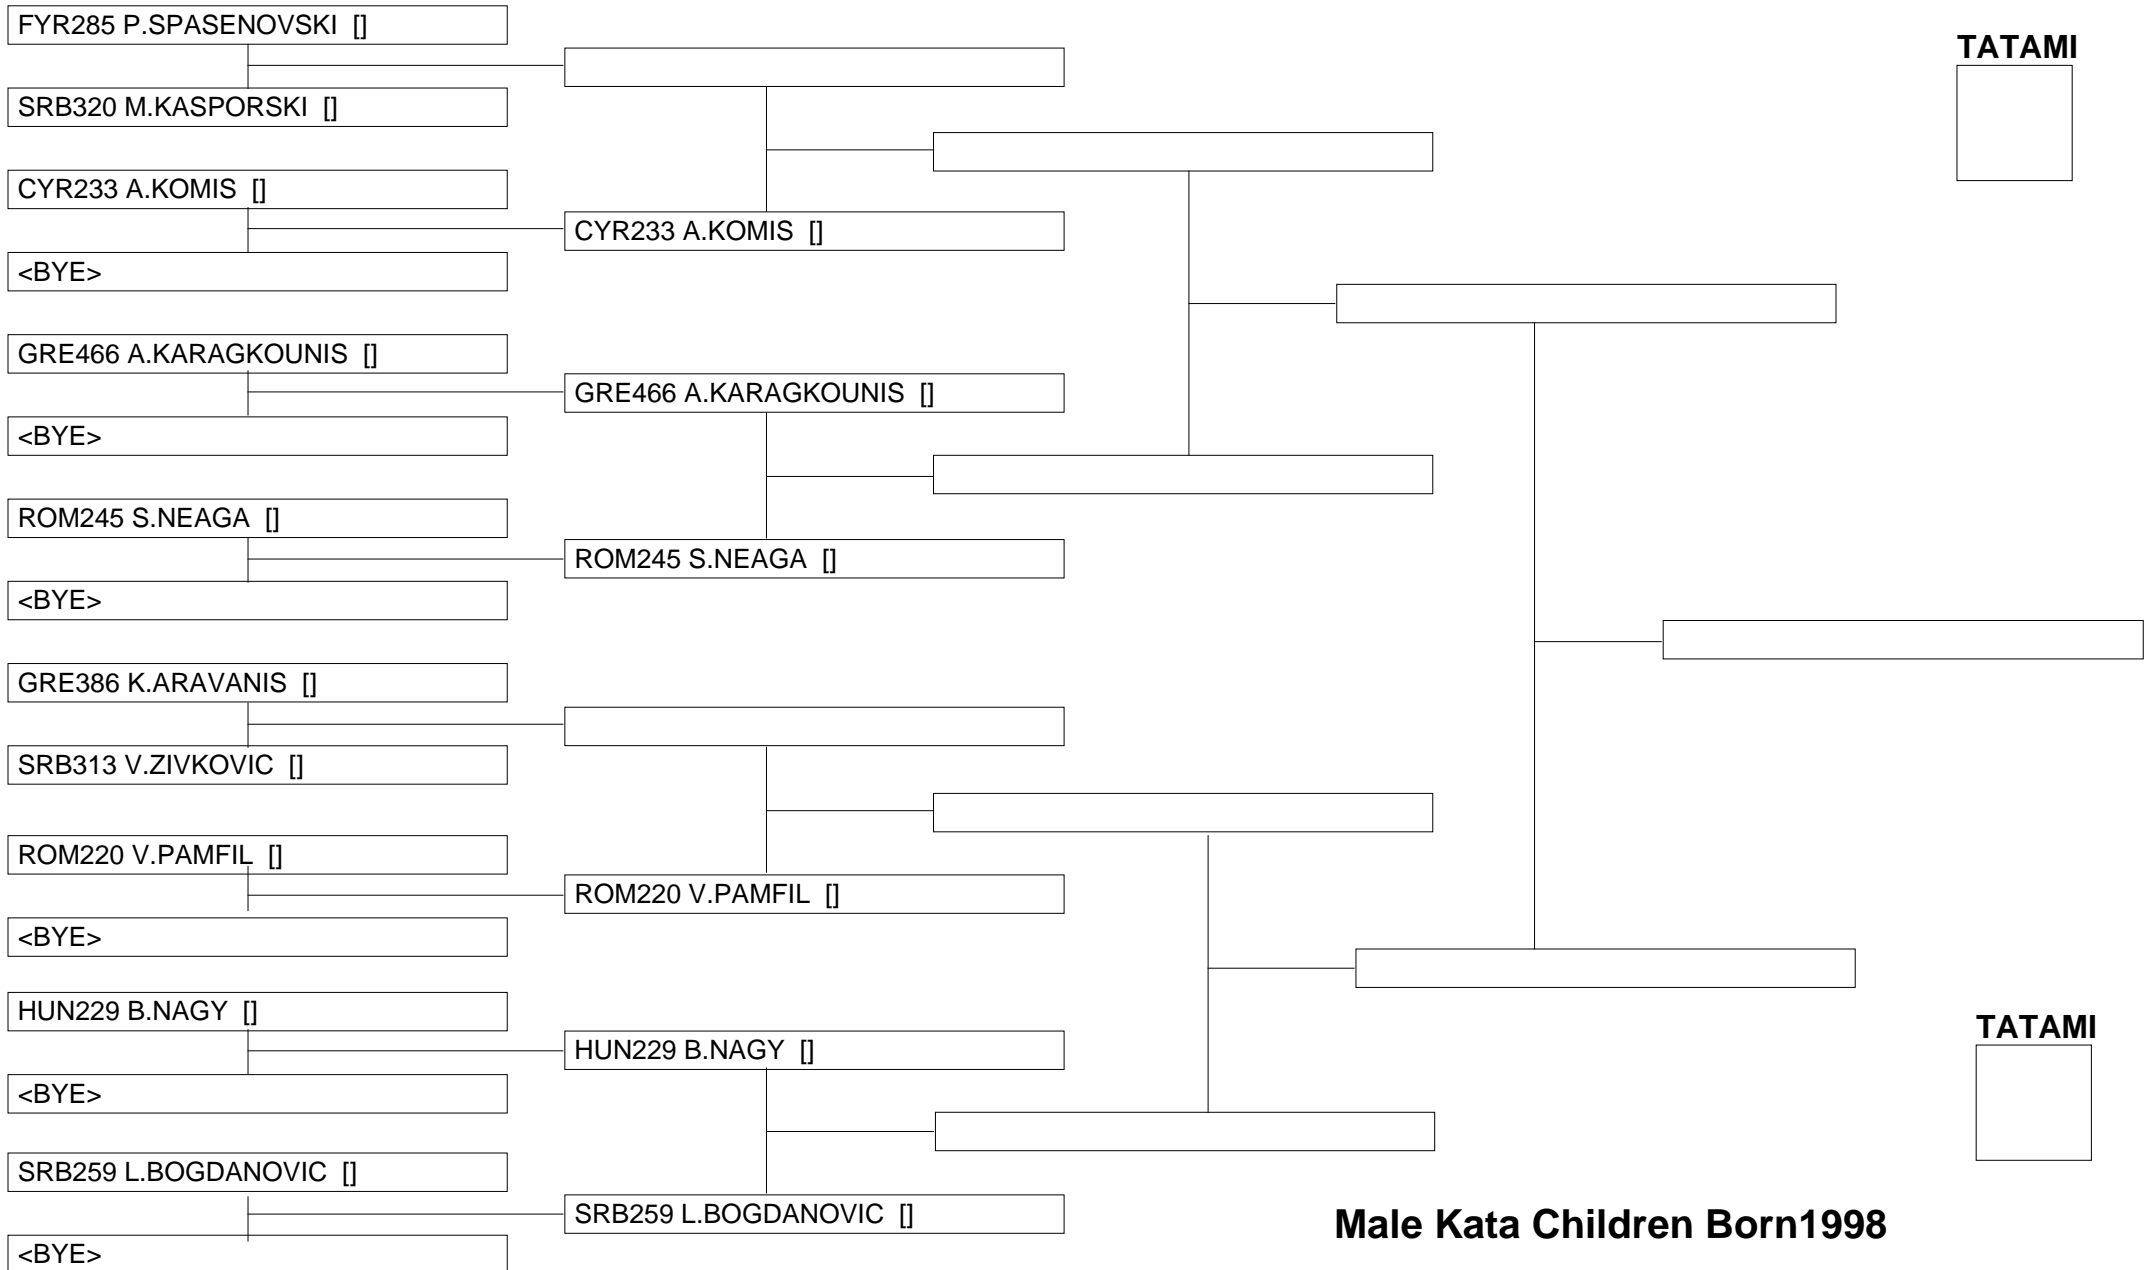 FYR285 P.SPASENOVSKI []
TATAMI
SRB320 M.KASPORSKI []
CYR233 A.KOMIS []
CYR233 A.KOMIS []
<BYE>
GRE466 A.KARAGKOUNIS []
GRE466 A.KARAGKOUNIS []
<BYE>
ROM245 S.NEAGA []
ROM245 S.NEAGA []
<BYE>
GRE386 K.ARAVANIS []
SRB313 V.ZIVKOVIC []
ROM220 V.PAMFIL []
ROM220 V.PAMFIL []
<BYE>
HUN229 B.NAGY []
TATAMI
HUN229 B.NAGY []
<BYE>
SRB259 L.BOGDANOVIC []
SRB259 L.BOGDANOVIC []
Male Kata Children Born1998
<BYE>